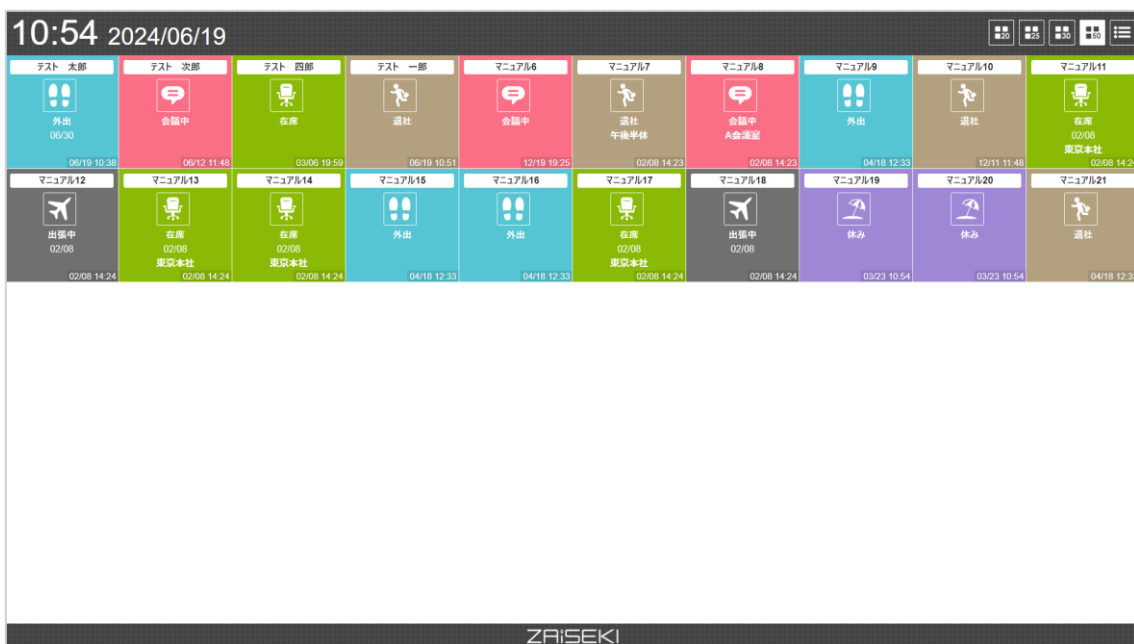 10:54 2024/06/19
20 25 30 50
テスト 太郎
外出
06/30
06/19 10:38
テスト 次郎
会議中
06/12 11:48
テスト 四郎
在席
03/06 19:59
テスト 一郎
退社
06/19 10:51
マニュアル6
会議中
12/19 19:25
マニュアル7
退社
午後半休
02/08 14:23
マニュアル8
会議中
A会議室
02/08 14:23
マニュアル9
外出
04/18 12:33
マニュアル10
退社
12/11 11:48
マニュアル11
在席
02/08
東京本社
02/08 14:24
マニュアル12
出張中
02/08
02/08 14:24
マニュアル13
在席
02/08
東京本社
02/08 14:24
マニュアル14
在席
02/08
東京本社
02/08 14:24
マニュアル15
外出
04/18 12:33
マニュアル16
外出
04/18 12:33
マニュアル17
在席
02/08
東京本社
02/08 14:24
マニュアル18
出張中
02/08
02/08 14:24
マニュアル19
休み
03/23 10:54
マニュアル20
休み
03/23 10:54
マニュアル21
退社
04/18 12:33
ZAiSEKI